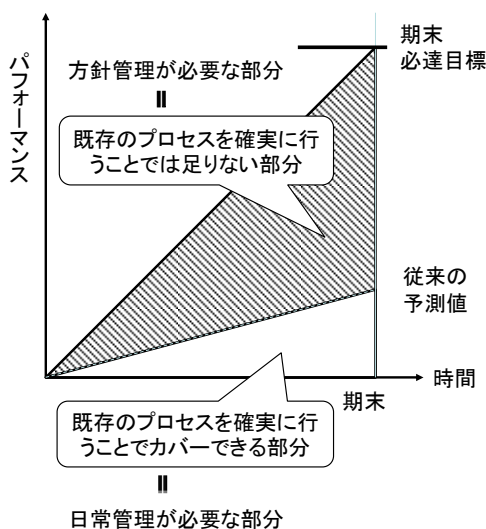 パフォーマンス
期末
必達目標
方針管理が必要な部分
=
既存のプロセスを確実に行
うことでは足りない部分
従来の
予測値
時間
期末
既存のプロセスを確実に行
うことでカバーできる部分
=
日常管理が必要な部分